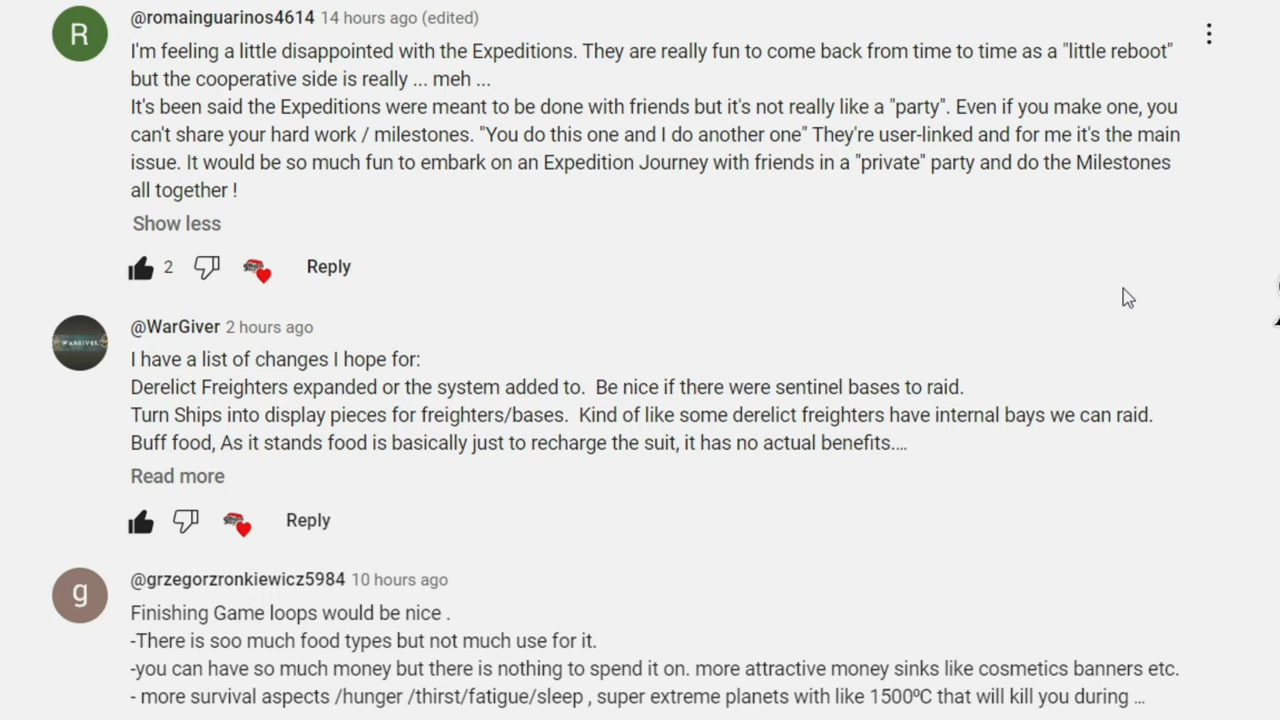 R
@romainguarinos4614 14 hours ago (edited)
I'm feeling a little disappointed with the Expeditions. They are really fun to come back from time to time as a "little reboot"
but the cooperative side is really ... meh ...
It's been said the Expeditions were meant to be done with friends but it's not really like a "party". Even if you make one, you
can't share your hard work / milestones. "You do this one and I do another one" They're user-linked and for me it's the main
issue. It would be so much fun to embark on an Expedition Journey with friends in a "private" party and do the Milestones
all together !
Show less
2 Reply
WARGIVER
@WarGiver 2 hours ago
I have a list of changes I hope for:
Derelict Freighters expanded or the system added to.  Be nice if there were sentinel bases to raid.
Turn Ships into display pieces for freighters/bases.  Kind of like some derelict freighters have internal bays we can raid.
Buff food, As it stands food is basically just to recharge the suit, it has no actual benefits.…
Read more
Reply
g
@grzegorzronkiewicz5984 10 hours ago
Finishing Game loops would be nice .
-There is soo much food types but not much use for it.
-you can have so much money but there is nothing to spend it on. more attractive money sinks like cosmetics banners etc.
- more survival aspects /hunger /thirst/fatigue/sleep , super extreme planets with like 1500ºC that will kill you during …